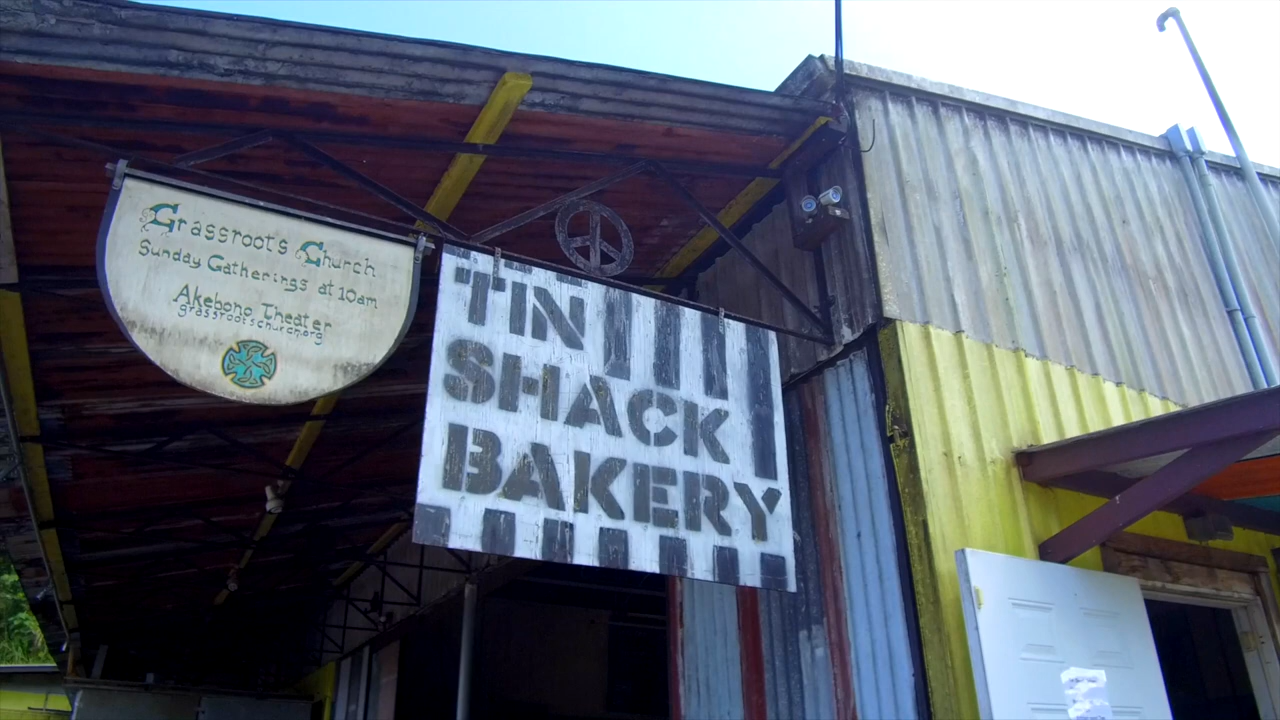 Grassroots Church
Sunday Gatherings at 10am
Akebono Theater
grassrootschurch.org
TIN
SHACK
BAKERY